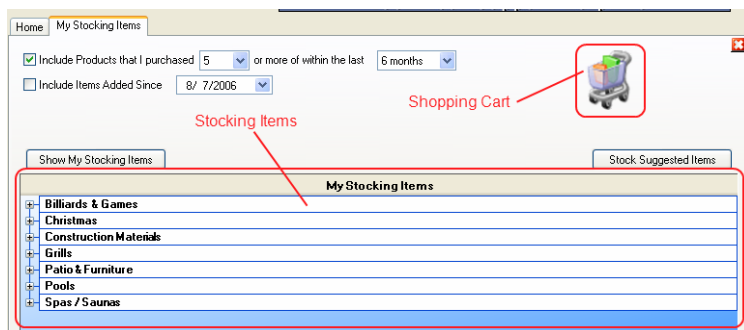 Home My Stocking Items
Include Products that I purchased 5 or more of within the last 6 months
Include Items Added Since 8/ 7/2006
Shopping Cart
Stocking Items
Show My Stocking Items Stock Suggested Items
My Stocking Items
Billiards & Games
Christmas
Construction Materials
Grills
Patio & Furniture
Pools
Spas / Saunas